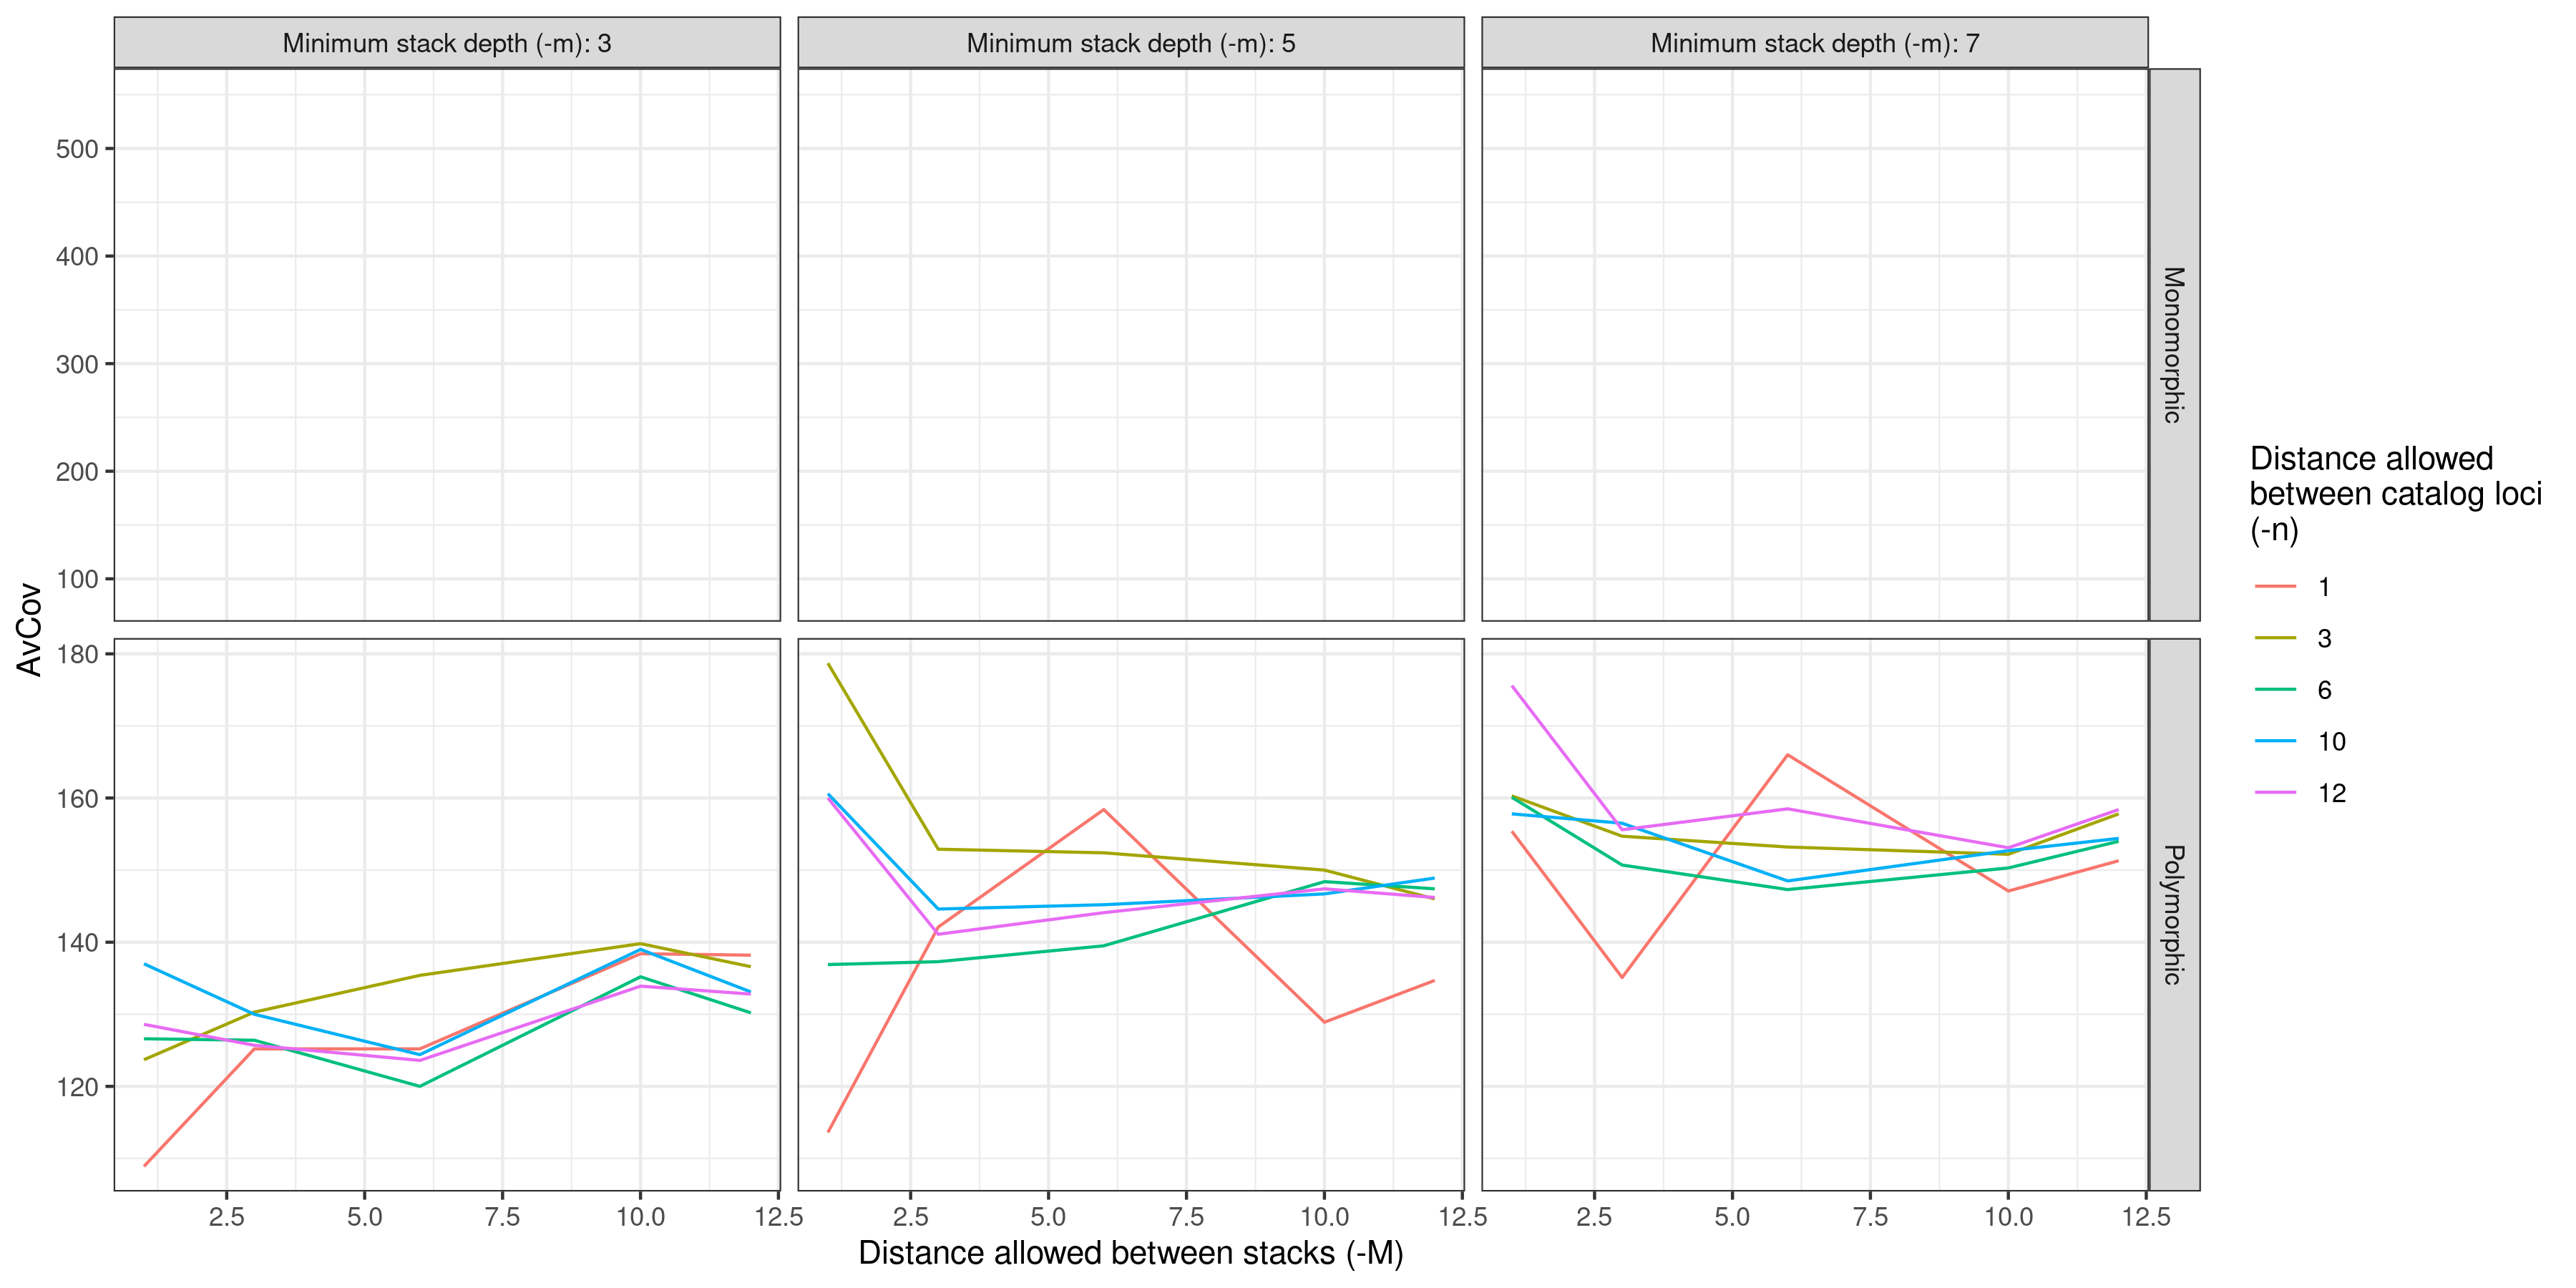 Minimum stack depth (-m): 3
Minimum stack depth (-m): 5
Minimum stack depth (-m): 7
500
400
300
200
100
Monomorphic
AvCov
180
160
140
120
Polymorphic
2.5 5.0 7.5 10.0 12.5
2.5 5.0 7.5 10.0 12.5
2.5 5.0 7.5 10.0 12.5
Distance allowed between stacks (-M)
Distance allowed
between catalog loci
(-n)
1
3
6
10
12